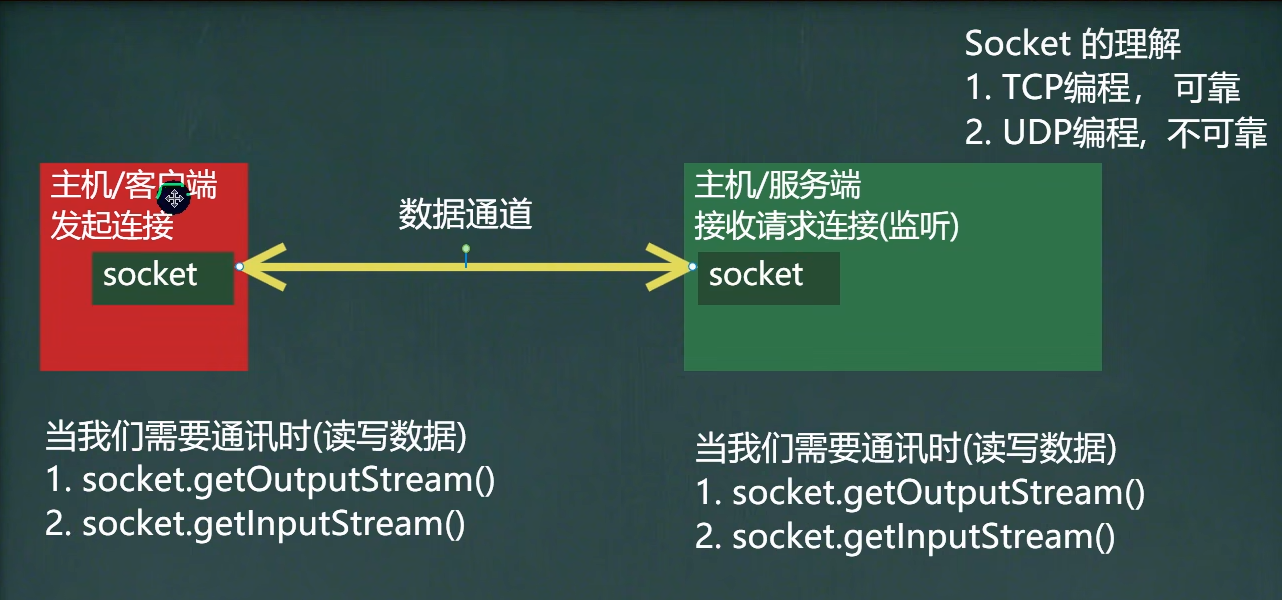 Socket 的理解
1. TCP编程， 可靠
2. UDP编程, 不可靠
主机/客户端
发起连接
socket
数据通道
主机/服务端
接收请求连接(监听)
socket
当我们需要通讯时(读写数据)
1. socket.getOutputStream()
2. socket.getInputStream()
当我们需要通讯时(读写数据)
1. socket.getOutputStream()
2. socket.getInputStream()